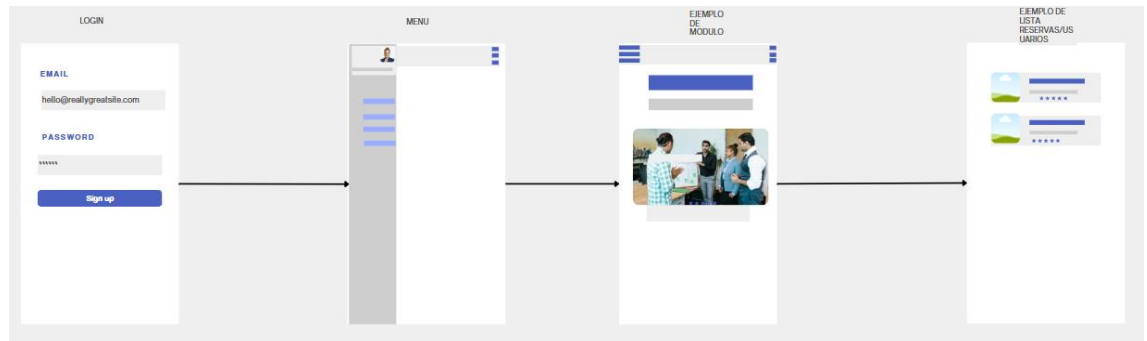 LOGIN
MENU
EJEMPLO
DE
MODULO
EJEMPLO DE
LISTA
RESERVAS/US
UARIOS
EMAIL
hello@reallygreatsite.com
PASSWORD
******
Sign up